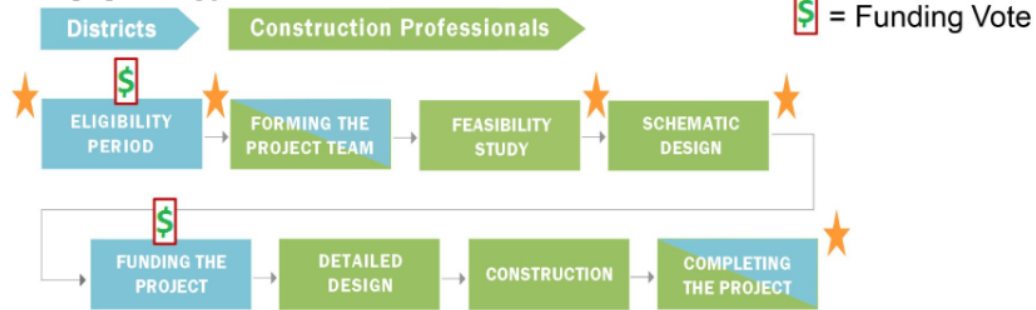 Districts
Construction Professionals
$ = Funding Vote
$
ELIGIBILITY
PERIOD
FORMING THE
PROJECT TEAM
FEASIBILITY
STUDY
SCHEMATIC
DESIGN
$
FUNDING THE
PROJECT
DETAILED
DESIGN
CONSTRUCTION
COMPLETING
THE PROJECT